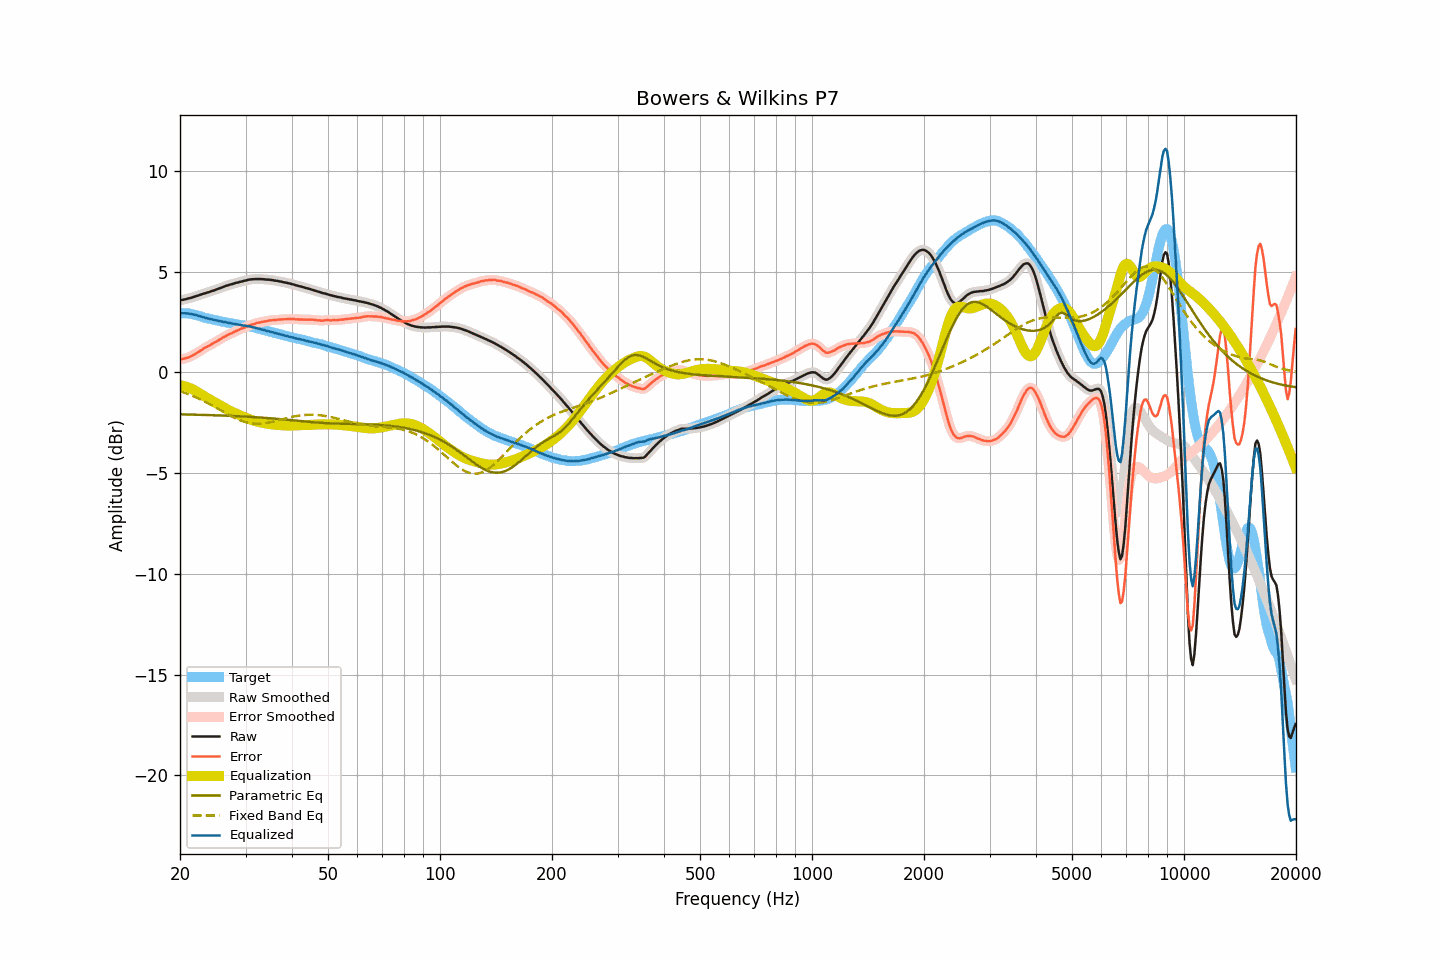 Bowers & Wilkins P7
10
5
0
−5
−10
−15
−20
Amplitude (dBr)
Target
Raw Smoothed
Error Smoothed
Raw
Error
Equalization
Parametric Eq
Fixed Band Eq
Equalized
20 50 100 200 500 1000 2000 5000 10000 20000
Frequency (Hz)